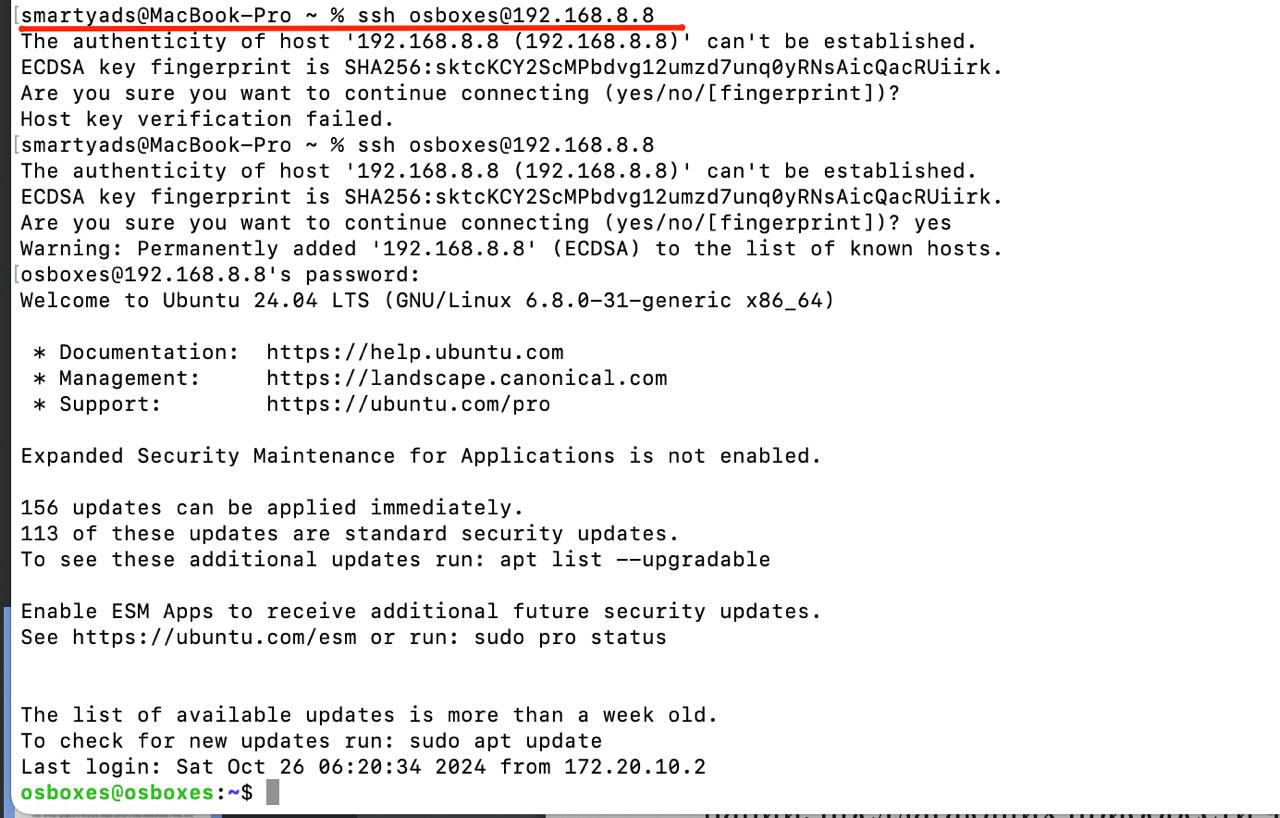 [smartyads@MacBook-Pro ~ % ssh osboxes@192.168.8.8
The authenticity of host '192.168.8.8 (192.168.8.8)' can't be established.
ECDSA key fingerprint is SHA256:sktcKCY2ScMPbdvg12umzd7unq0yRNsAicQacRUiirk.
Are you sure you want to continue connecting (yes/no/[fingerprint])?
Host key verification failed.
[smartyads@MacBook-Pro ~ % ssh osboxes@192.168.8.8
The authenticity of host '192.168.8.8 (192.168.8.8)' can't be established.
ECDSA key fingerprint is SHA256:sktcKCY2ScMPbdvg12umzd7unq0yRNsAicQacRUiirk.
Are you sure you want to continue connecting (yes/no/[fingerprint])? yes
Warning: Permanently added '192.168.8.8' (ECDSA) to the list of known hosts.
[osboxes@192.168.8.8's password:
Welcome to Ubuntu 24.04 LTS (GNU/Linux 6.8.0-31-generic x86_64)
* Documentation:  https://help.ubuntu.com
* Management:     https://landscape.canonical.com
* Support:        https://ubuntu.com/pro
Expanded Security Maintenance for Applications is not enabled.
156 updates can be applied immediately.
113 of these updates are standard security updates.
To see these additional updates run: apt list --upgradable
Enable ESM Apps to receive additional future security updates.
See https://ubuntu.com/esm or run: sudo pro status
The list of available updates is more than a week old.
To check for new updates run: sudo apt update
Last login: Sat Oct 26 06:20:34 2024 from 172.20.10.2
osboxes@osboxes:~$